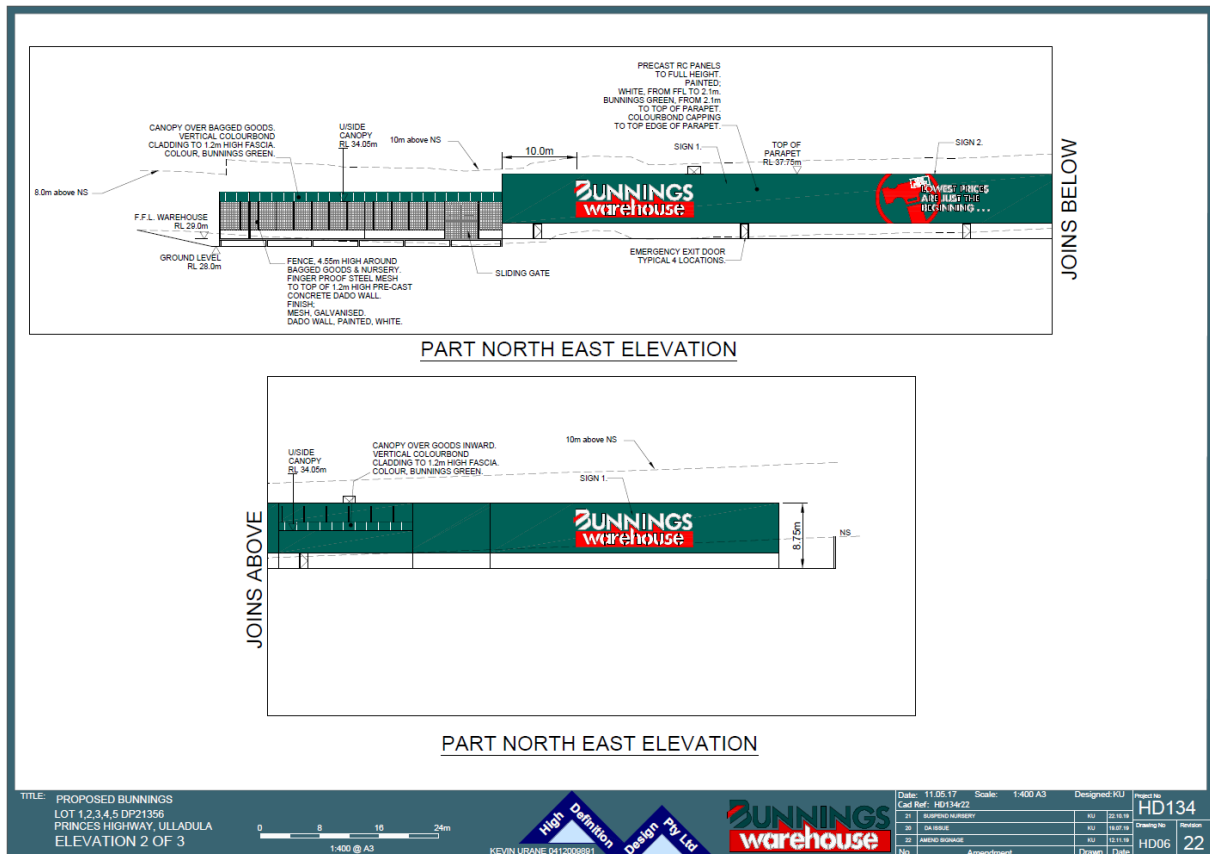 PRECAST RC PANELS
TO FULL HEIGHT.
PAINTED;
WHITE, FROM FFL TO 2.1m.
BUNNINGS GREEN, FROM 2.1m
TO TOP OF PARAPET.
COLOURBOND CAPPING
TO TOP EDGE OF PARAPET.
CANOPY OVER BAGGED GOODS.
VERTICAL COLOURBOND
CLADDING TO 1.2m HIGH FASCIA.
COLOUR, BUNNINGS GREEN.
U/SIDE
CANOPY
RL 34.05m
10m above NS
10.0m
SIGN 1.
TOP OF
PARAPET
RL 37.75m
SIGN 2.
8.0m above NS
BUNNINGS
warehouse
LOWEST PRICES
ARE JUST THE
BEGINNING ...
F.F.L. WAREHOUSE
RL 29.0m
GROUND LEVEL
RL 28.0m
FENCE, 4.55m HIGH AROUND
BAGGED GOODS & NURSERY.
FINGER PROOF STEEL MESH
TO TOP OF 1.2m HIGH PRE-CAST
CONCRETE DADO WALL.
FINISH;
MESH, GALVANISED.
DADO WALL, PAINTED, WHITE.
SLIDING GATE
EMERGENCY EXIT DOOR
TYPICAL 4 LOCATIONS.
JOINS BELOW
PART NORTH EAST ELEVATION
U/SIDE
CANOPY
RL 34.05m
CANOPY OVER GOODS INWARD.
VERTICAL COLOURBOND
CLADDING TO 1.2m HIGH FASCIA.
COLOUR, BUNNINGS GREEN.
10m above NS
SIGN 1.
BUNNINGS
warehouse
8.75m
NS
JOINS ABOVE
PART NORTH EAST ELEVATION
TITLE: PROPOSED BUNNINGS
LOT 1,2,3,4,5 DP21356
PRINCES HIGHWAY, ULLADULA
ELEVATION 2 OF 3
0 8 16 24m
1:400 @ A3
High Definition
Design Pty Ltd
KEVIN URANE 0412009891
BUNNINGS
warehouse
Date: 11.05.17 Scale: 1:400 A3 Designed: KU
Cad Ref: HD134r22
21 SUSPEND NURSERY KU 22.10.19
20 DA ISSUE KU 18.07.19
22 AMEND SIGNAGE KU 12.11.19
No. Amendment Drawn Date
Project No
HD134
Drawing No Revision
HD06 22